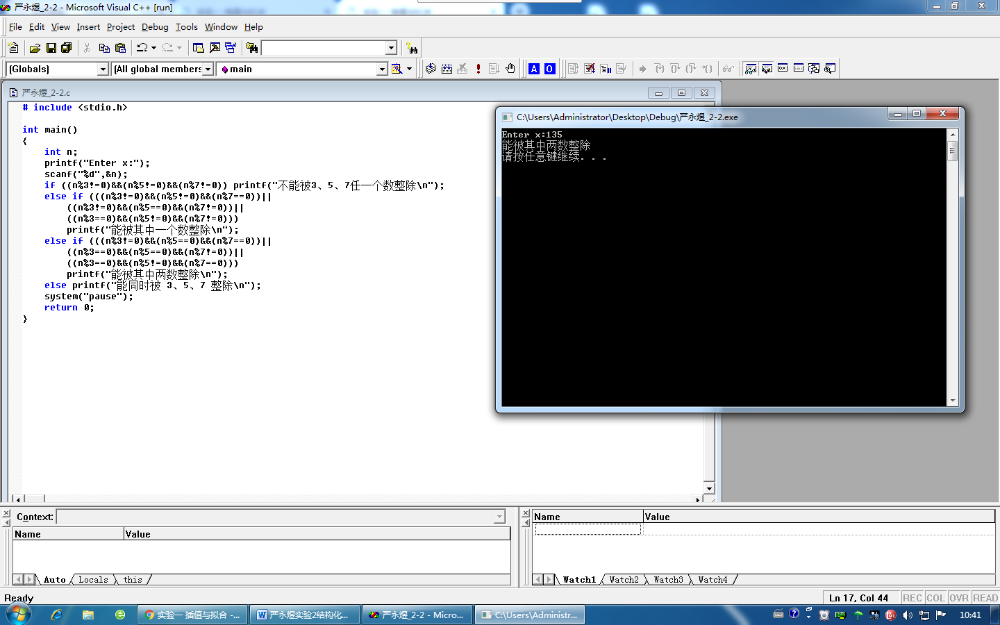 严永煜_2-2 - Microsoft Visual C++ [run]
File Edit View Insert Project Debug Tools Window Help
(Globals) (All global members main
A O
严永煜_2-2.c
# include <stdio.h>
int main()
{
int n;
printf("Enter x:");
scanf("%d",&n);
if ((n%3!=0)&&(n%5!=0)&&(n%7!=0)) printf("不能被3、5、7任一个数整除\n");
else if (((n%3!=0)&&(n%5!=0)&&(n%7==0))||
((n%3!=0)&&(n%5==0)&&(n%7!=0))||
((n%3==0)&&(n%5!=0)&&(n%7!=0)))
printf("能被其中一个数整除\n");
else if (((n%3!=0)&&(n%5==0)&&(n%7==0))||
((n%3==0)&&(n%5==0)&&(n%7!=0))||
((n%3==0)&&(n%5!=0)&&(n%7==0)))
printf("能被其中两数整除\n");
else printf("能同时被 3、5、7 整除\n");
system("pause");
return 0;
}
C:\Users\Administrator\Desktop\Debug\严永煜_2-2.exe
Enter x:135
能被其中两数整除
请按任意键继续. . .
Context:
Name Value
Auto Locals this
Name Value
Watch1 Watch2 Watch3 Watch4
Ready
Ln 17, Col 44 REC COL OVR READ
实验一 插值与拟合 -...
严永煜实验2结构化...
严永煜_2-2 - Micro...
C:\Users\Administr...
10:41